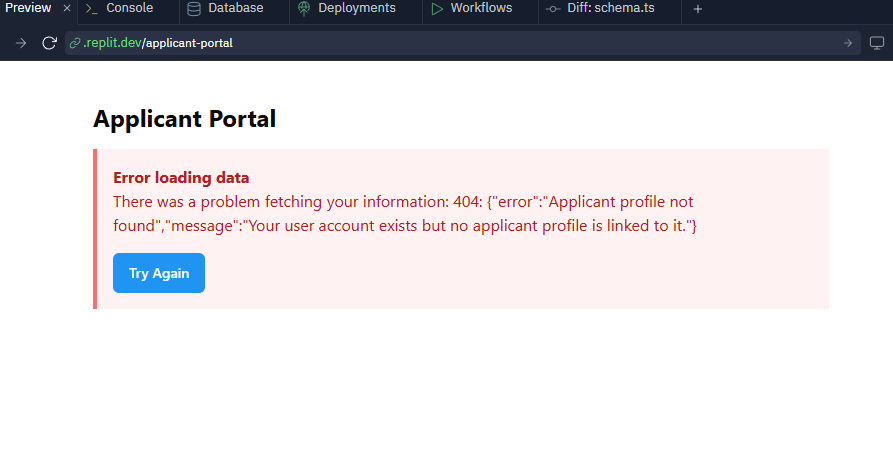 Preview Console Database Deployments Workflows Diff: schema.ts
.replit.dev/applicant-portal
Applicant Portal
Error loading data
There was a problem fetching your information: 404: {"error":"Applicant profile not
found","message":"Your user account exists but no applicant profile is linked to it."}
Try Again